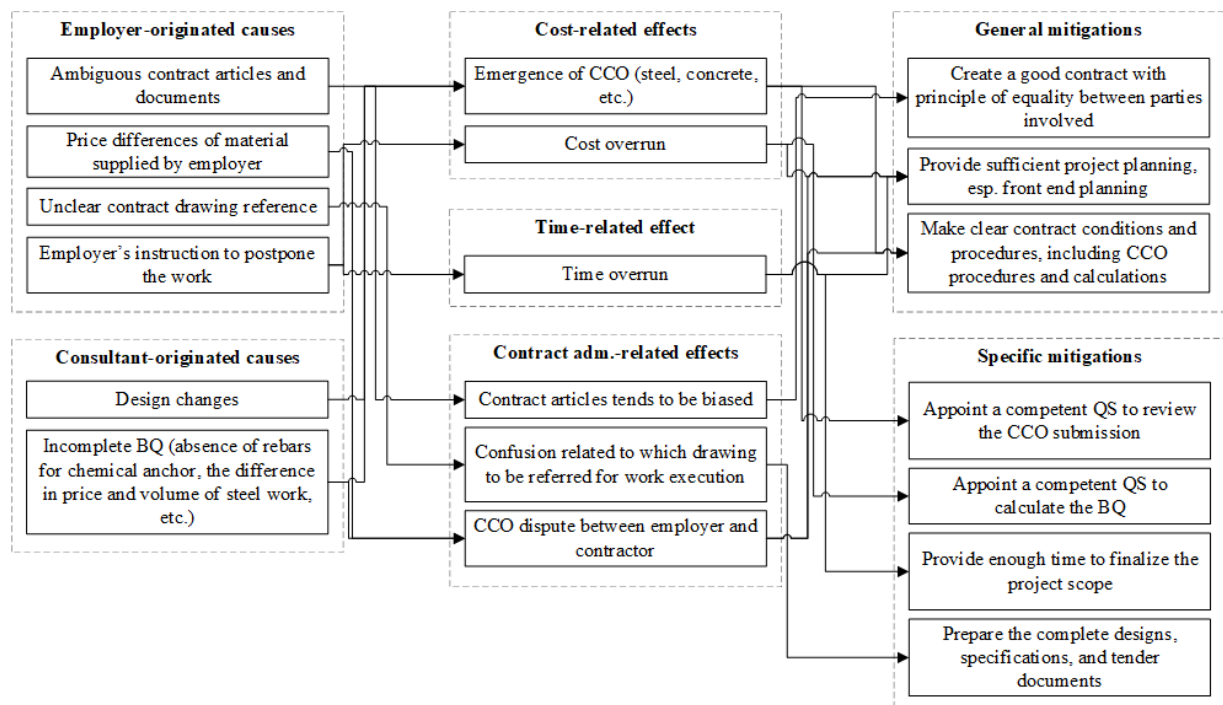 Employer-originated causes
Ambiguous contract articles and
documents
Price differences of material
supplied by employer
Unclear contract drawing reference
Employer’s instruction to postpone
the work
Consultant-originated causes
Design changes
Incomplete BQ (absence of rebars
for chemical anchor, the difference
in price and volume of steel work,
etc.)
Cost-related effects
Emergence of CCO (steel, concrete,
etc.)
Cost overrun
Time-related effect
Time overrun
Contract adm.-related effects
Contract articles tends to be biased
Confusion related to which drawing
to be referred for work execution
CCO dispute between employer and
contractor
General mitigations
Create a good contract with
principle of equality between parties
involved
Provide sufficient project planning,
esp. front end planning
Make clear contract conditions and
procedures, including CCO
procedures and calculations
Specific mitigations
Appoint a competent QS to review
the CCO submission
Appoint a competent QS to
calculate the BQ
Provide enough time to finalize the
project scope
Prepare the complete designs,
specifications, and tender
documents